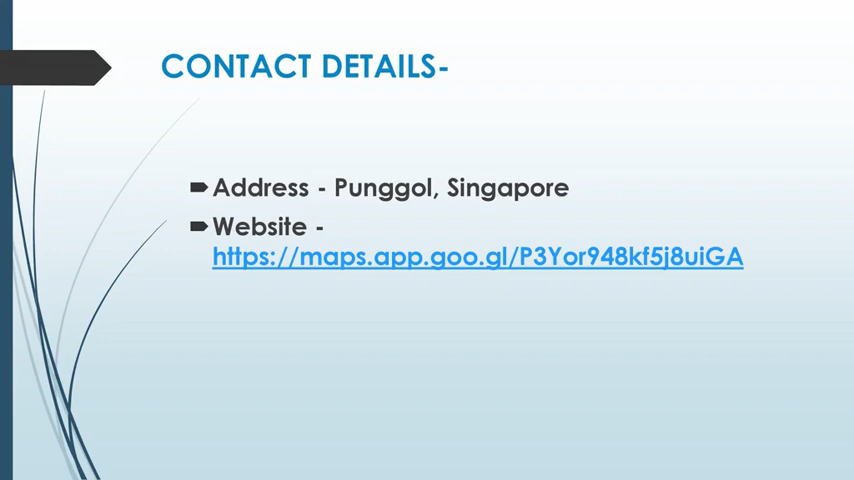 CONTACT DETAILS-
Address - Punggol, Singapore
Website -
https://maps.app.goo.gl/P3Yor948kf5j8uiGA